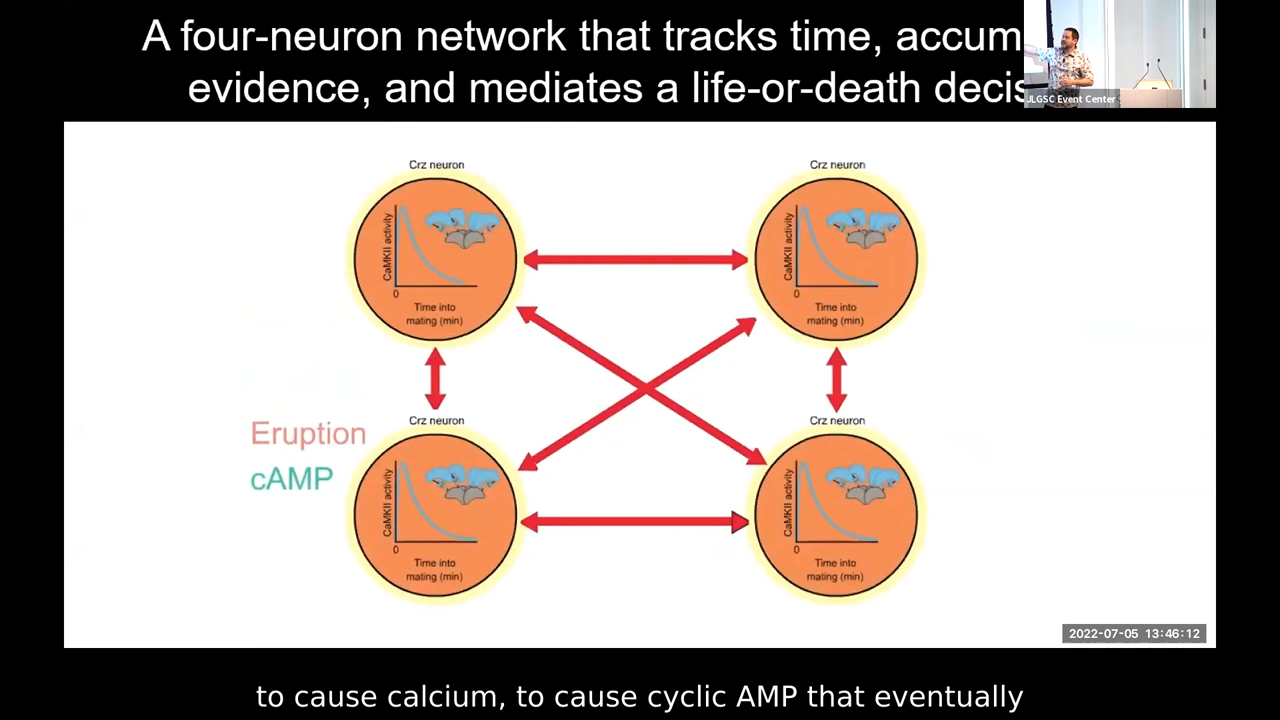 A four-neuron network that tracks time, accum
evidence, and mediates a life-or-death decis
JLGSC Event Center
Crz neuron
CaMKII activity
0
Time into
mating (min)
Crz neuron
CaMKII activity
0
Time into
mating (min)
Eruption
cAMP
Crz neuron
CaMKII activity
0
Time into
mating (min)
Crz neuron
CaMKII activity
0
Time into
mating (min)
2022-07-05 13:46:12
to cause calcium, to cause cyclic AMP that eventually